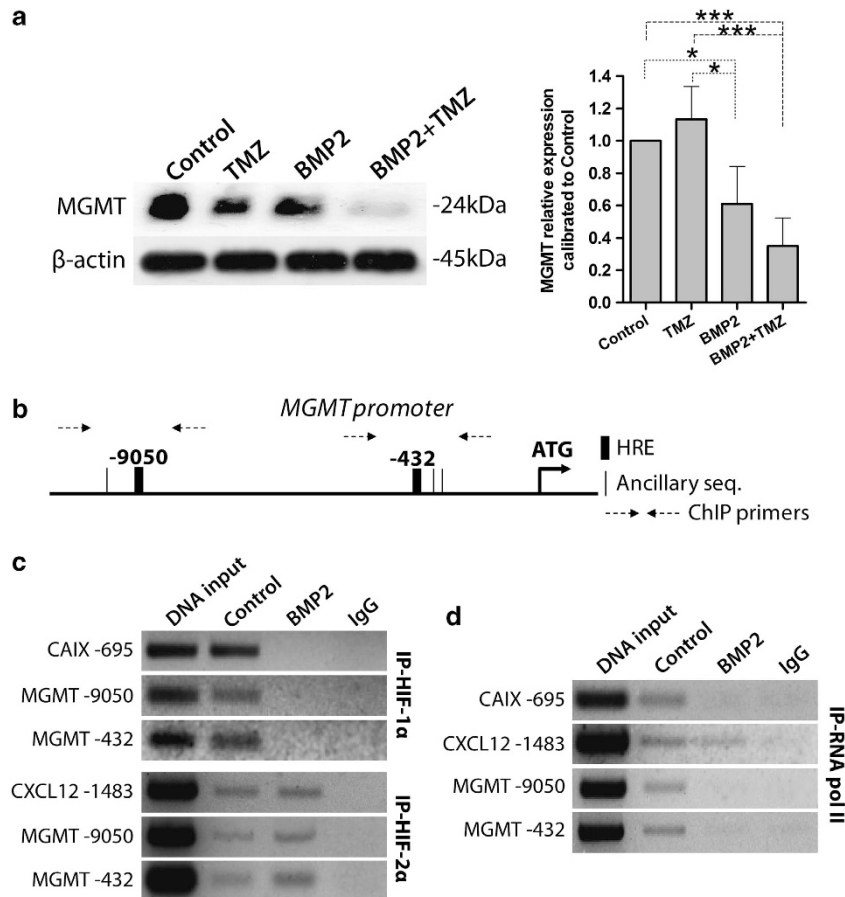 a
Control
TMZ
BMP2
BMP2+TMZ
MGMT
-24kDa
β-actin
-45kDa
MGMT relative expression
calibrated to Control
***
***
*
*
1.4
1.2
1.0
0.8
0.6
0.4
0.2
0.0
Control
TMZ
BMP2
BMP2+TMZ
b
MGMT promoter
-9050
-432
ATG
HRE
Ancillary seq.
ChIP primers
c
DNA input
Control
BMP2
IgG
CAIX -695
MGMT -9050
MGMT -432
IP-HIF-1α
CXCL12 -1483
MGMT -9050
MGMT -432
IP-HIF-2α
d
DNA input
Control
BMP2
IgG
CAIX -695
CXCL12 -1483
MGMT -9050
MGMT -432
IP-RNA pol II